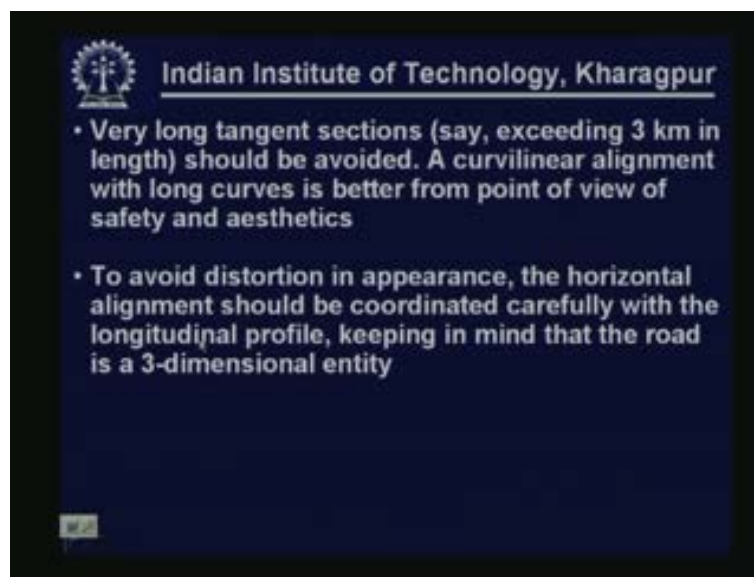 Indian Institute of Technology, Kharagpur
• Very long tangent sections (say, exceeding 3 km in
length) should be avoided. A curvilinear alignment
with long curves is better from point of view of
safety and aesthetics
• To avoid distortion in appearance, the horizontal
alignment should be coordinated carefully with the
longitudinal profile, keeping in mind that the road
is a 3-dimensional entity